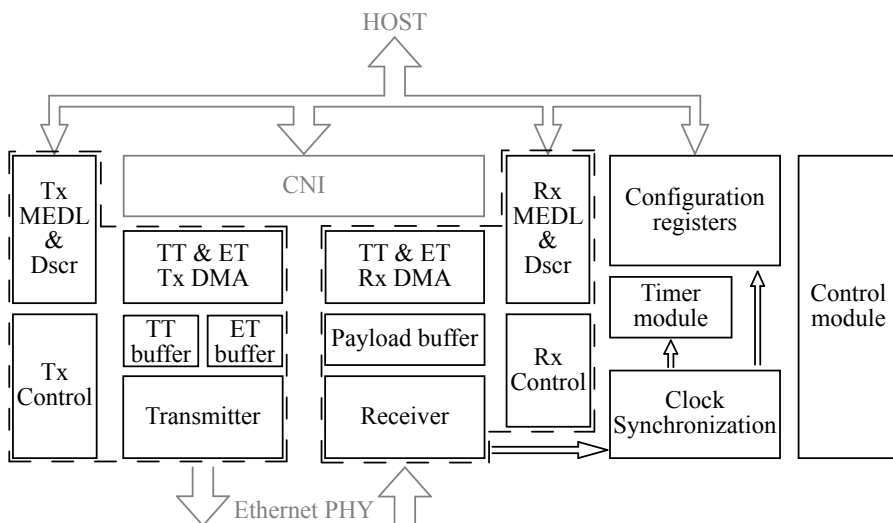 HOST
Tx
MEDL
&
Dscr
CNI
Rx
MEDL
&
Dscr
Configuration
registers
Control
module
TT & ET
Tx DMA
TT & ET
Rx DMA
Timer
module
Tx
Control
TT
buffer
ET
buffer
Payload buffer
Rx
Control
Transmitter
Receiver
Clock
Synchronization
Ethernet PHY